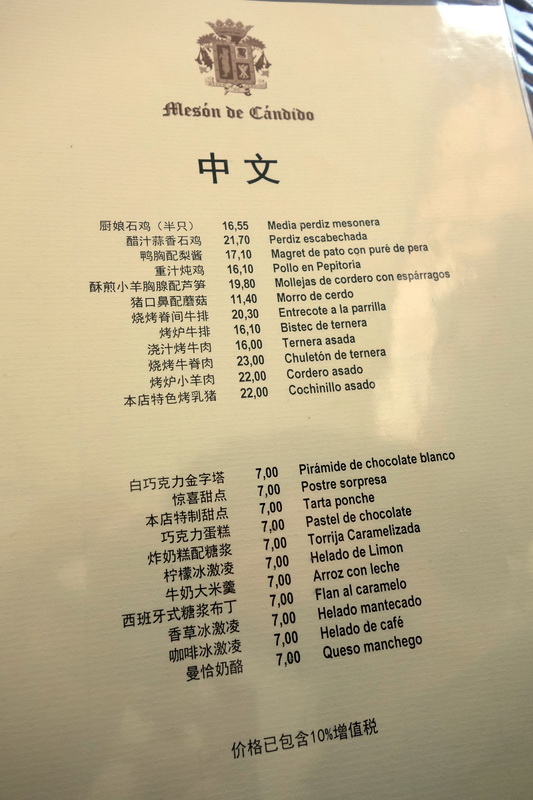 Mesón de Cándido
中文
厨娘石鸡（半只） 16,55 Media perdiz mesonera
醋汁蒜香石鸡 21,70 Perdiz escabechada
鸭胸配梨酱 17,10 Magret de pato con puré de pera
重汁炖鸡 16,10 Pollo en Pepitoria
酥煎小羊胸腺配芦笋 19,80 Mollejas de cordero con espárragos
猪口鼻配蘑菇 11,40 Morro de cerdo
烧烤脊间牛排 20,30 Entrecote a la parrilla
烤炉牛排 16,10 Bistec de ternera
浇汁烤牛肉 16,00 Ternera asada
烧烤牛脊肉 23,00 Chuletón de ternera
烤炉小羊肉 22,00 Cordero asado
本店特色烤乳猪 22,00 Cochinillo asado
白巧克力金字塔 7,00 Pirámide de chocolate blanco
惊喜甜点 7,00 Postre sorpresa
本店特制甜点 7,00 Tarta ponche
巧克力蛋糕 7,00 Pastel de chocolate
炸奶糕配糖浆 7,00 Torrija Caramelizada
柠檬冰激凌 7,00 Helado de Limon
牛奶大米羹 7,00 Arroz con leche
西班牙式糖浆布丁 7,00 Flan al caramelo
香草冰激凌 7,00 Helado mantecado
咖啡冰激凌 7,00 Helado de café
曼恰奶酪 7,00 Queso manchego
价格已包含10%增值税